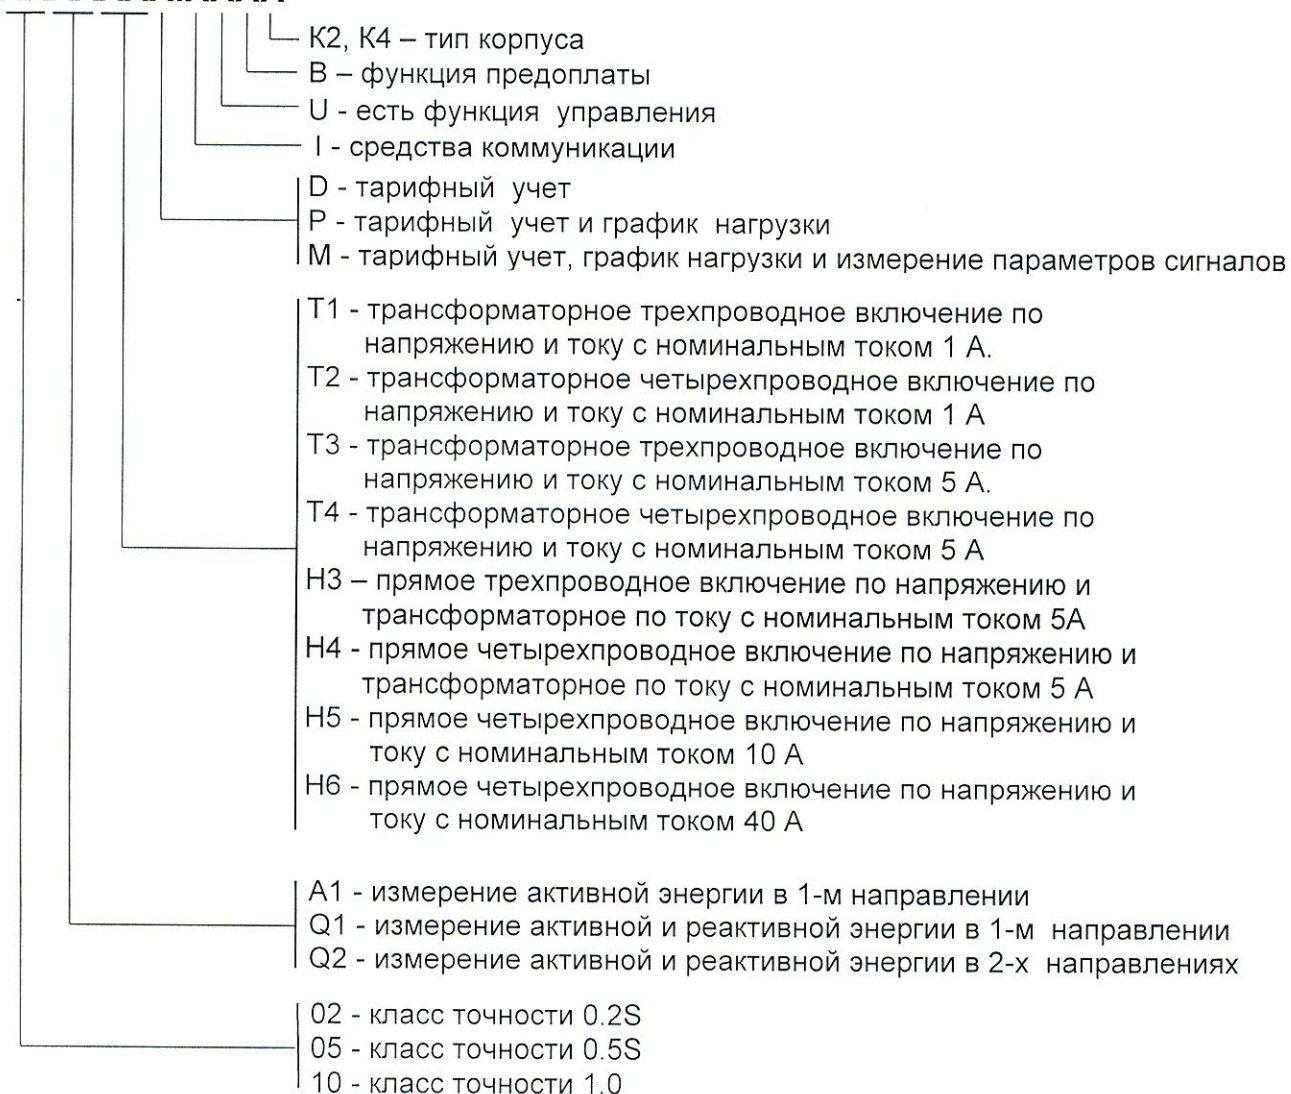 К2, К4 – тип корпуса
В – функция предоплаты
U - есть функция управления
I - средства коммуникации
D - тарифный учет
P - тарифный учет и график нагрузки
М - тарифный учет, график нагрузки и измерение параметров сигналов
Т1 - трансформаторное трехпроводное включение по
напряжению и току с номинальным током 1 А.
Т2 - трансформаторное четырехпроводное включение по
напряжению и току с номинальным током 1 А
Т3 - трансформаторное трехпроводное включение по
напряжению и току с номинальным током 5 А.
Т4 - трансформаторное четырехпроводное включение по
напряжению и току с номинальным током 5 А
Н3 – прямое трехпроводное включение по напряжению и
трансформаторное по току с номинальным током 5А
Н4 - прямое четырехпроводное включение по напряжению и
трансформаторное по току с номинальным током 5 А
Н5 - прямое четырехпроводное включение по напряжению и
току с номинальным током 10 А
Н6 - прямое четырехпроводное включение по напряжению и
току с номинальным током 40 А
А1 - измерение активной энергии в 1-м направлении
Q1 - измерение активной и реактивной энергии в 1-м направлении
Q2 - измерение активной и реактивной энергии в 2-х направлениях
02 - класс точности 0.2S
05 - класс точности 0.5S
10 - класс точности 1.0